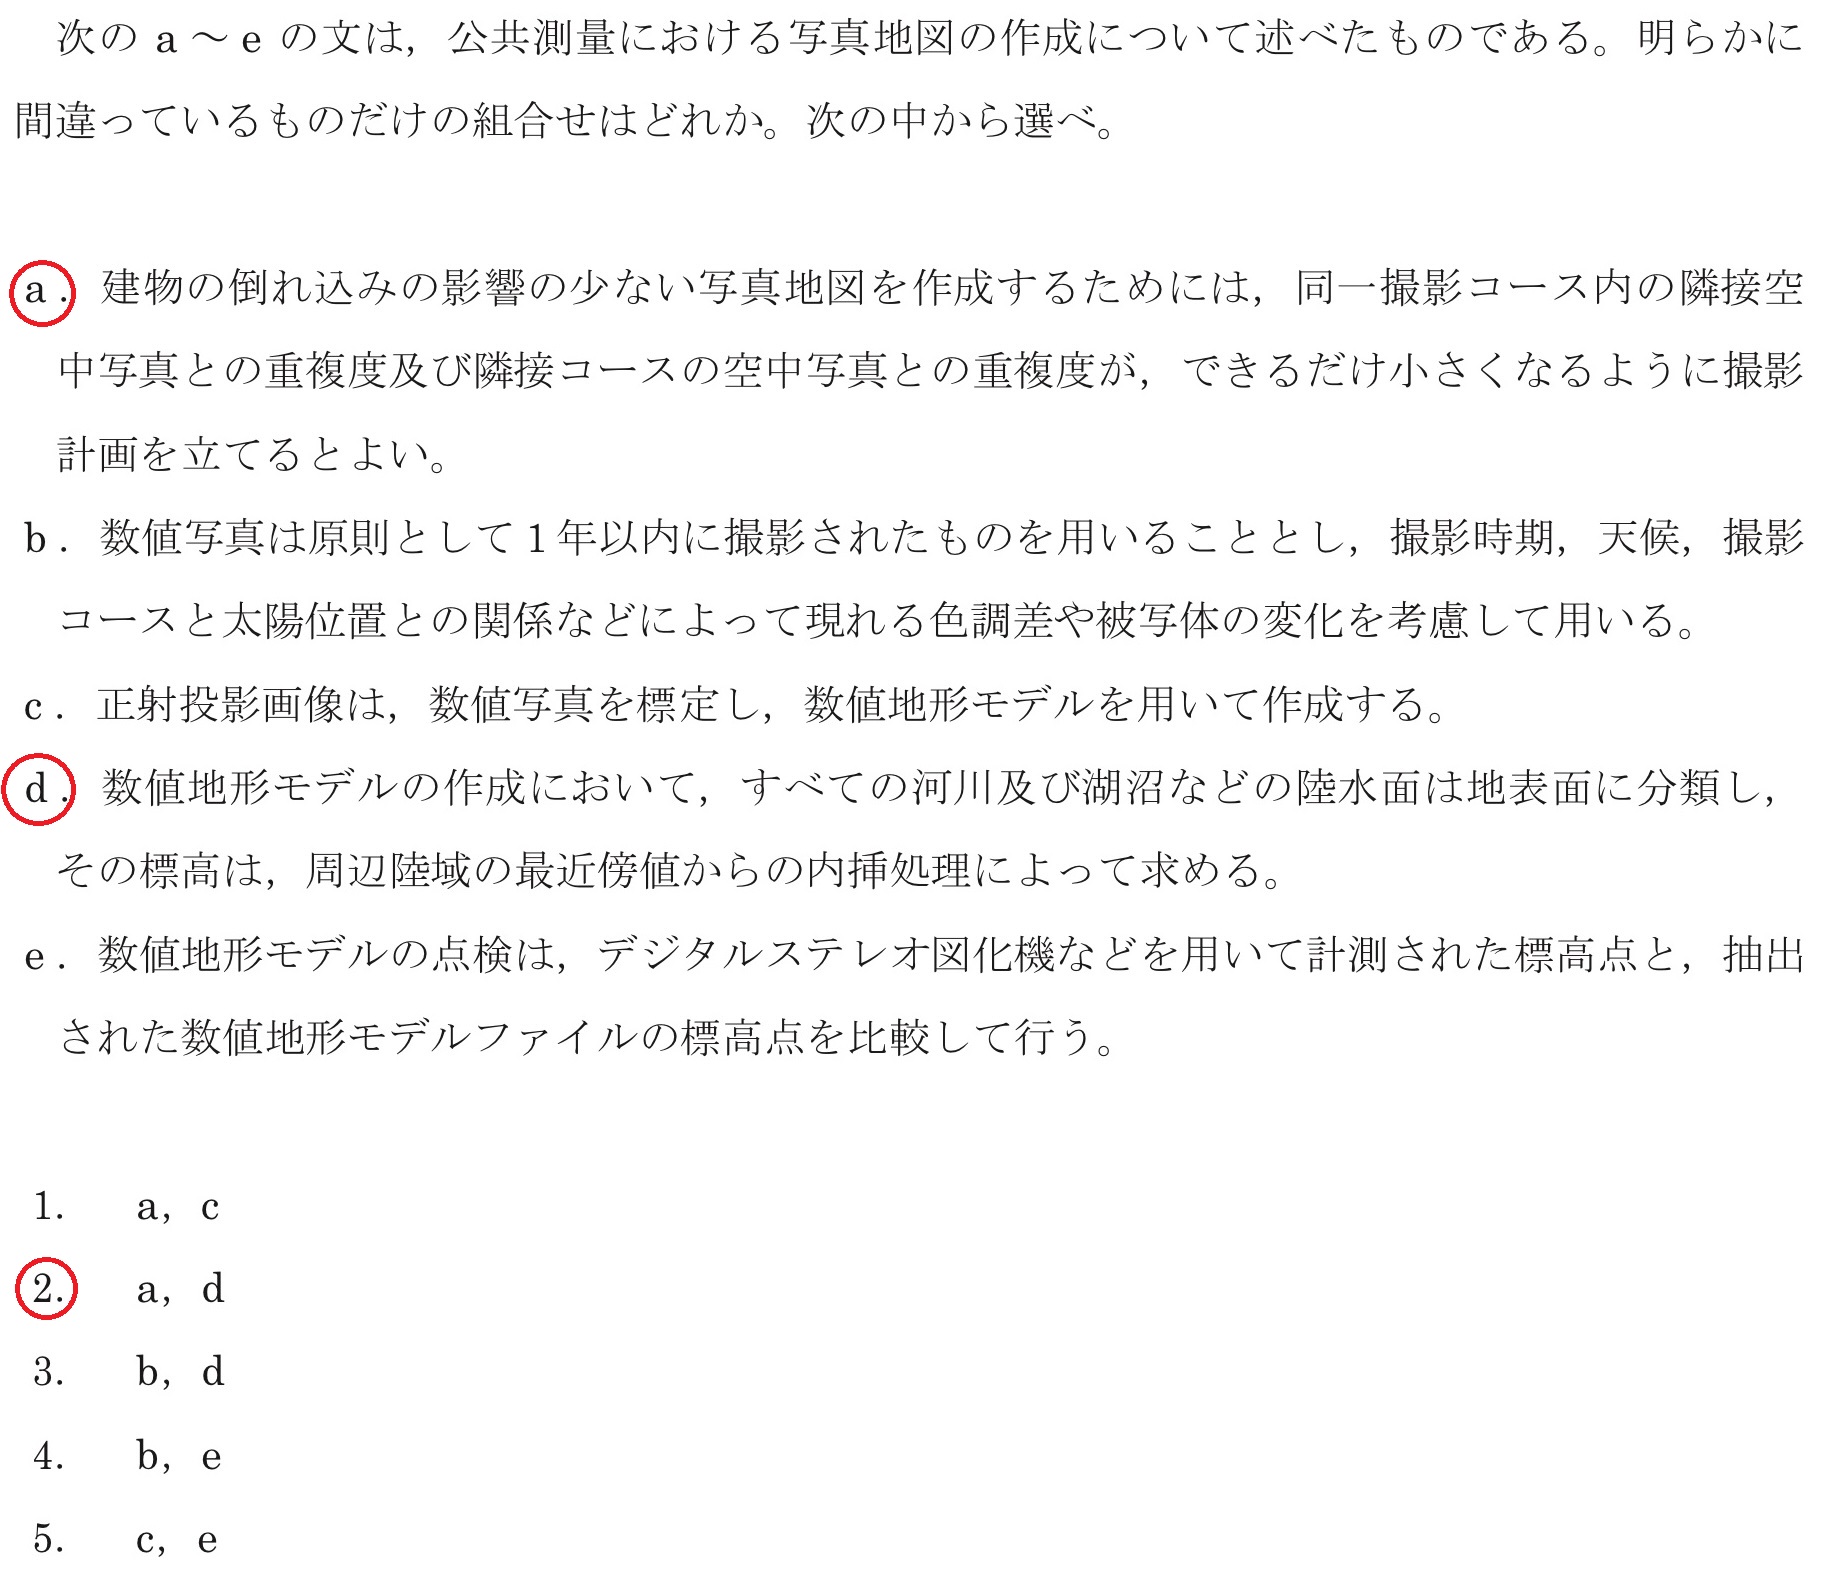 次の a ～ e の文は，公共測量における写真地図の作成について述べたものである。明らかに
間違っているものだけの組合せはどれか。次の中から選べ。
a．建物の倒れ込みの影響の少ない写真地図を作成するためには，同一撮影コース内の隣接空
中写真との重複度及び隣接コースの空中写真との重複度が，できるだけ小さくなるように撮影
計画を立てるとよい。
b．数値写真は原則として 1 年以内に撮影されたものを用いることとし，撮影時期，天候，撮影
コースと太陽位置との関係などによって現れる色調差や被写体の変化を考慮して用いる。
c．正射投影画像は，数値写真を標定し，数値地形モデルを用いて作成する。
d．数値地形モデルの作成において，すべての河川及び湖沼などの陸水面は地表面に分類し，
その標高は，周辺陸域の最近傍値からの内挿処理によって求める。
e．数値地形モデルの点検は，デジタルステレオ図化機などを用いて計測された標高点と，抽出
された数値地形モデルファイルの標高点を比較して行う。
1. a，c
2. a，d
3. b，d
4. b，e
5. c，e